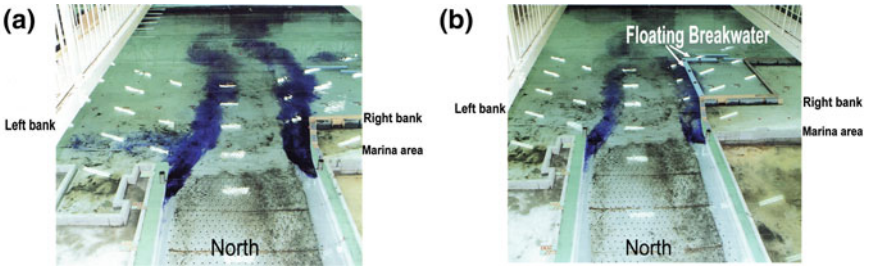 (a)
Left bank
Right bank
Marina area
North
(b)
Floating Breakwater
Left bank
Right bank
Marina area
North